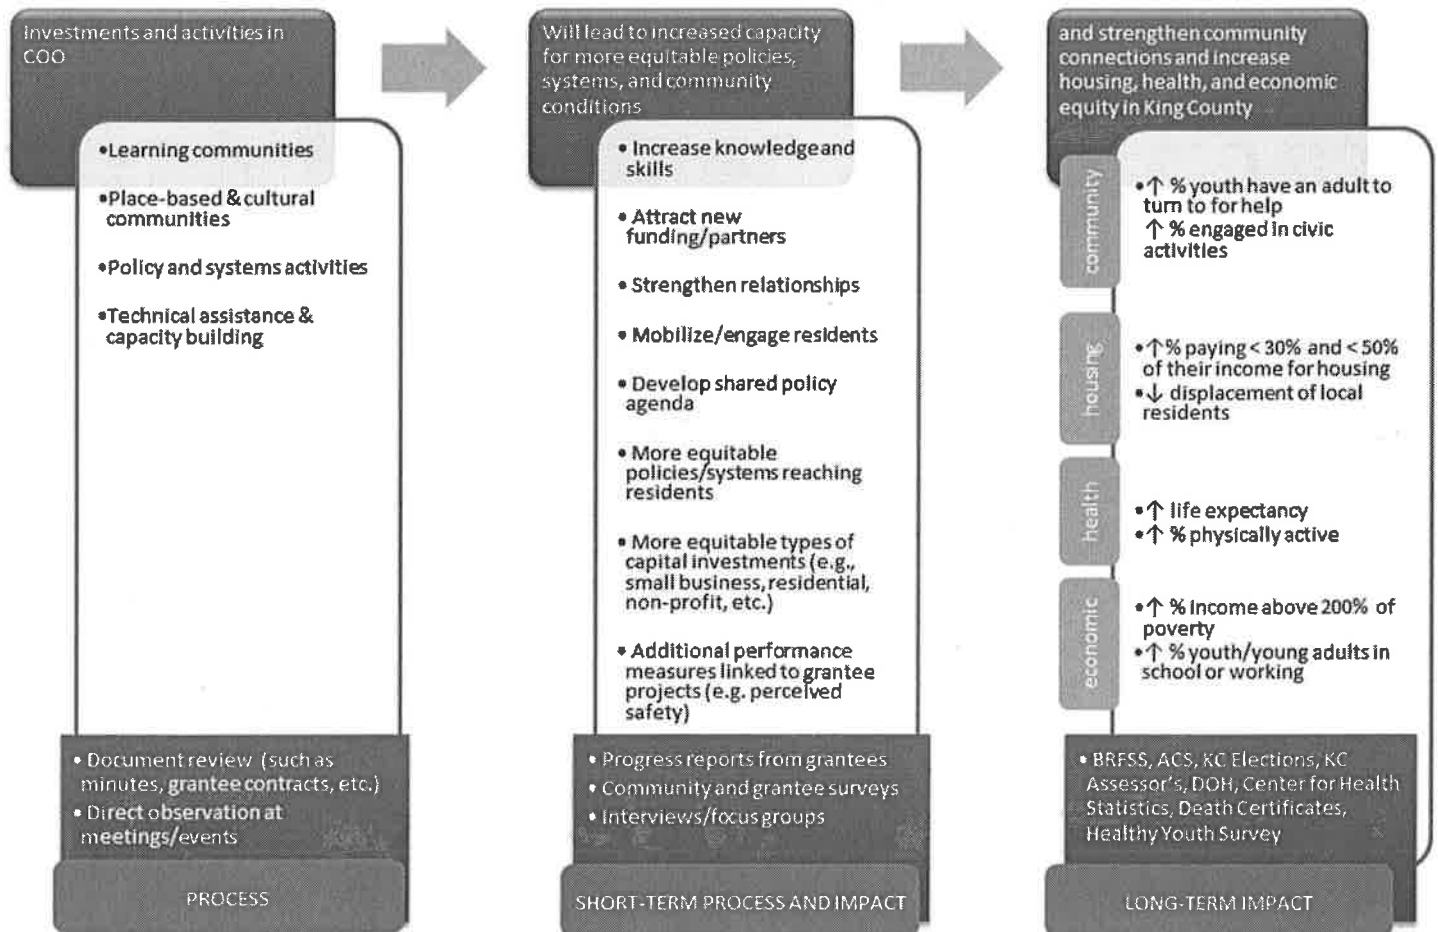 Investments and activities in
COO
•Learning communities
•Place-based & cultural
communities
•Policy and systems activities
•Technical assistance &
capacity building
• Document review (such as
minutes, grantee contracts, etc.)
• Direct observation at
meetings/events
PROCESS
Will lead to increased capacity
for more equitable policies,
systems, and community
conditions
• Increase knowledge and
skills
• Attract new
funding/partners
• Strengthen relationships
• Mobilize/engage residents
• Develop shared policy
agenda
• More equitable
policies/systems reaching
residents
• More equitable types of
capital investments (e.g.,
small business, residential,
non-profit, etc.)
• Additional performance
measures linked to grantee
projects (e.g. perceived
safety)
• Progress reports from grantees
• Community and grantee surveys
• Interviews/focus groups
SHORT-TERM PROCESS AND IMPACT
and strengthen community
connections and increase
housing, health, and economic
equity in King County
community
•↑ % youth have an adult to
turn to for help
↑ % engaged in civic
activities
housing
•↑% paying < 30% and < 50%
of their income for housing
•↓ displacement of local
residents
health
•↑ life expectancy
•↑ % physically active
economic
•↑ % income above 200% of
poverty
•↑ % youth/young adults in
school or working
• BRFSS, ACS, KC Elections, KC
Assessor's, DOH, Center for Health
Statistics, Death Certificates,
Healthy Youth Survey
LONG-TERM IMPACT